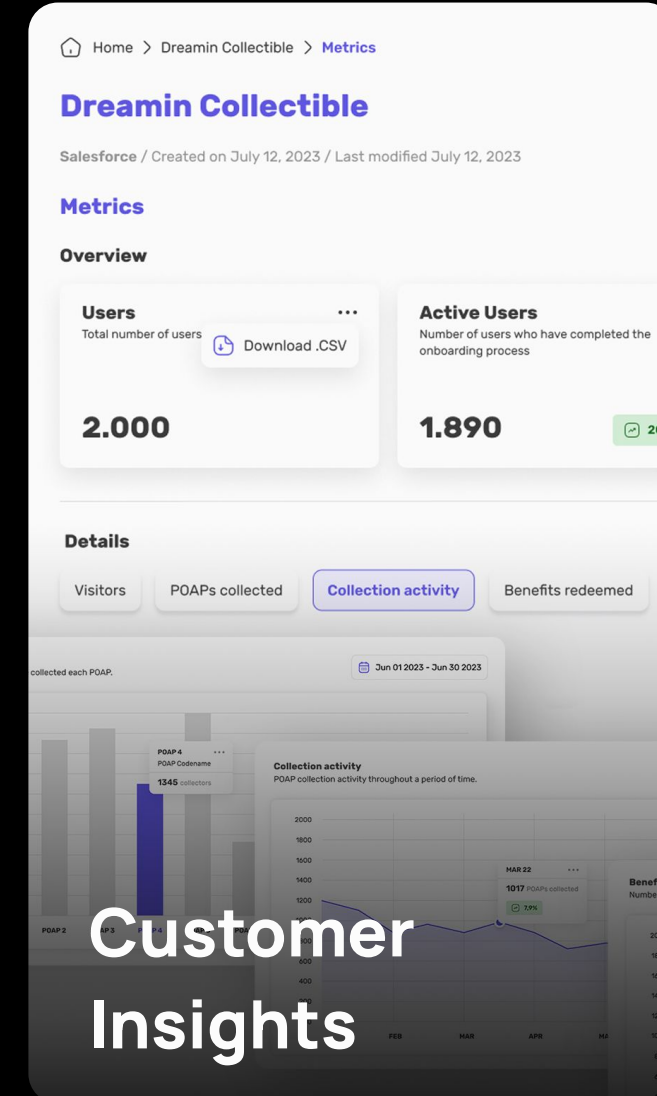 Home > Dreamin Collectible > Metrics
Dreamin Collectible
Salesforce / Created on July 12, 2023 / Last modified July 12, 2023
Metrics
Overview
Users
Total number of users
Download .CSV
2.000
Active Users
Number of users who have completed the
onboarding process
1.890
Details
Visitors
POAPs collected
Collection activity
Benefits redeemed
collected each POAP.
Jun 01 2023 - Jun 30 2023
POAP 4
POAP Codename
1345 collectors
POAP 2
Collection activity
POAP collection activity throughout a period of time.
2000
1800
1600
1400
1200
800
600
400
MAR 22
1017 POAPs collected
7,9%
FEB
MAR
APR
Customer
Insights